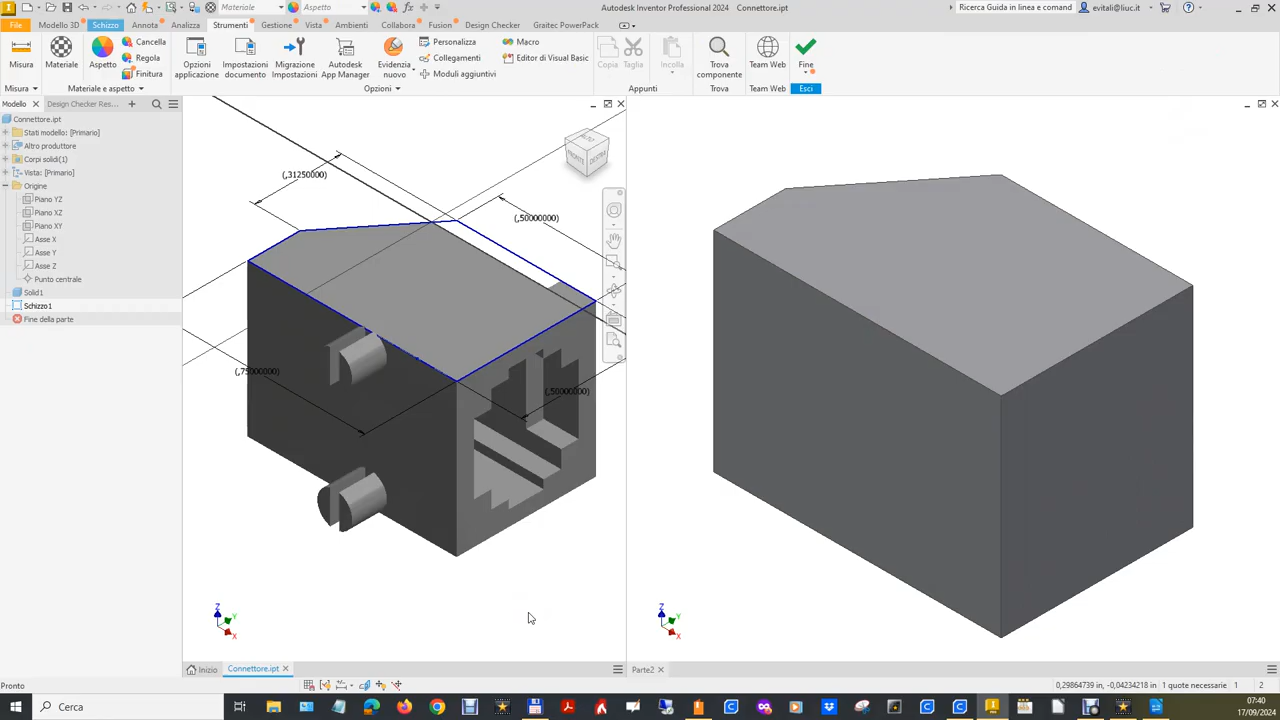 Materiale
Aspetto
Autodesk Inventor Professional 2024 Connettore.ipt
Ricerca Guida in linea e comand
evitali@liuc.it
File
Modello 3D
Schizzo
Annota
Analizza
Strumenti
Gestione
Vista
Ambienti
Collabora
Fusion
Design Checker
Graitec PowerPack
Misura
Materiale
Aspetto
Cancella
Regola
Finitura
Opzioni applicazione
Impostazioni documento
Migrazione Impostazioni
Autodesk App Manager
Evidenzia nuovo
Personalizza
Collegamenti
Moduli aggiuntivi
Macro
Editor di Visual Basic
Copia
Taglia
Incolla
Trova componente
Team Web
Fine
Misura
Materiale e aspetto
Opzioni
Appunti
Trova
Team Web
Esci
Modello
Design Checker Res...
Connettore.ipt
Stati modello: [Primario]
Altro produttore
Corpi solidi(1)
Vista: [Primario]
Origine
Piano YZ
Piano XZ
Piano XY
Asse X
Asse Y
Asse Z
Punto centrale
Solid1
Schizzo1
Fine della parte
(,31250000)
(,50000000)
(,75000000)
(,50000000)
FRONTE
DESTRA
Z
Y
X
Z
Y
X
Inizio
Connettore.ipt
Parte2
Pronto
0,29864739 in, -0,04234218 in
1 quote necessarie
1
2
Cerca
07:40
17/09/2024